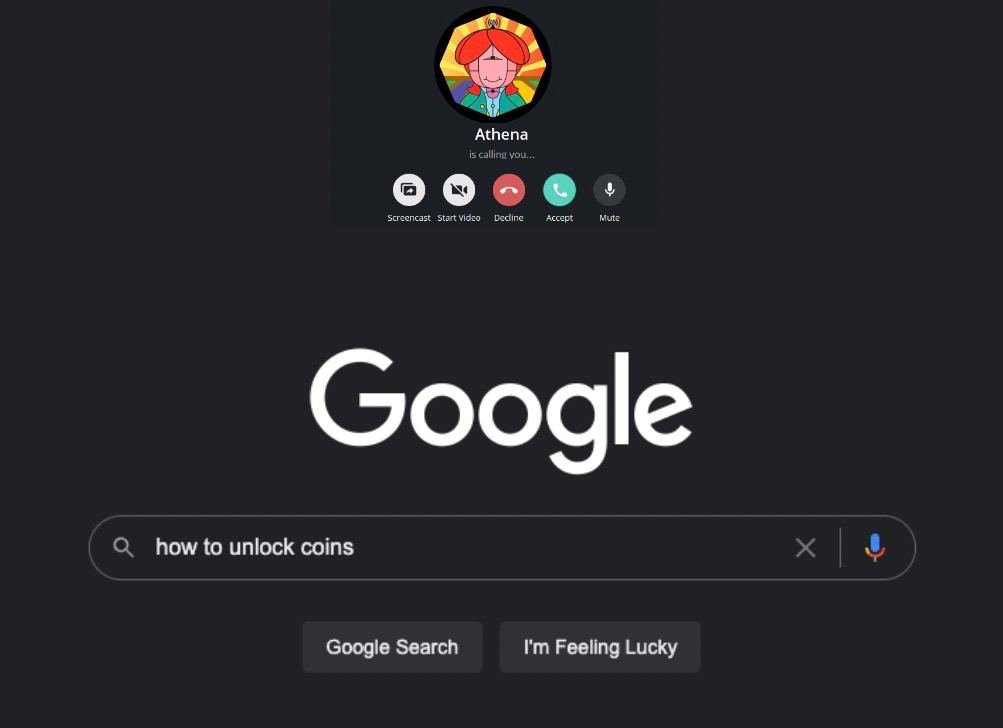 Athena
is calling you...
Screencast Start Video Decline Accept Mute
Google
how to unlock coins
Google Search I'm Feeling Lucky